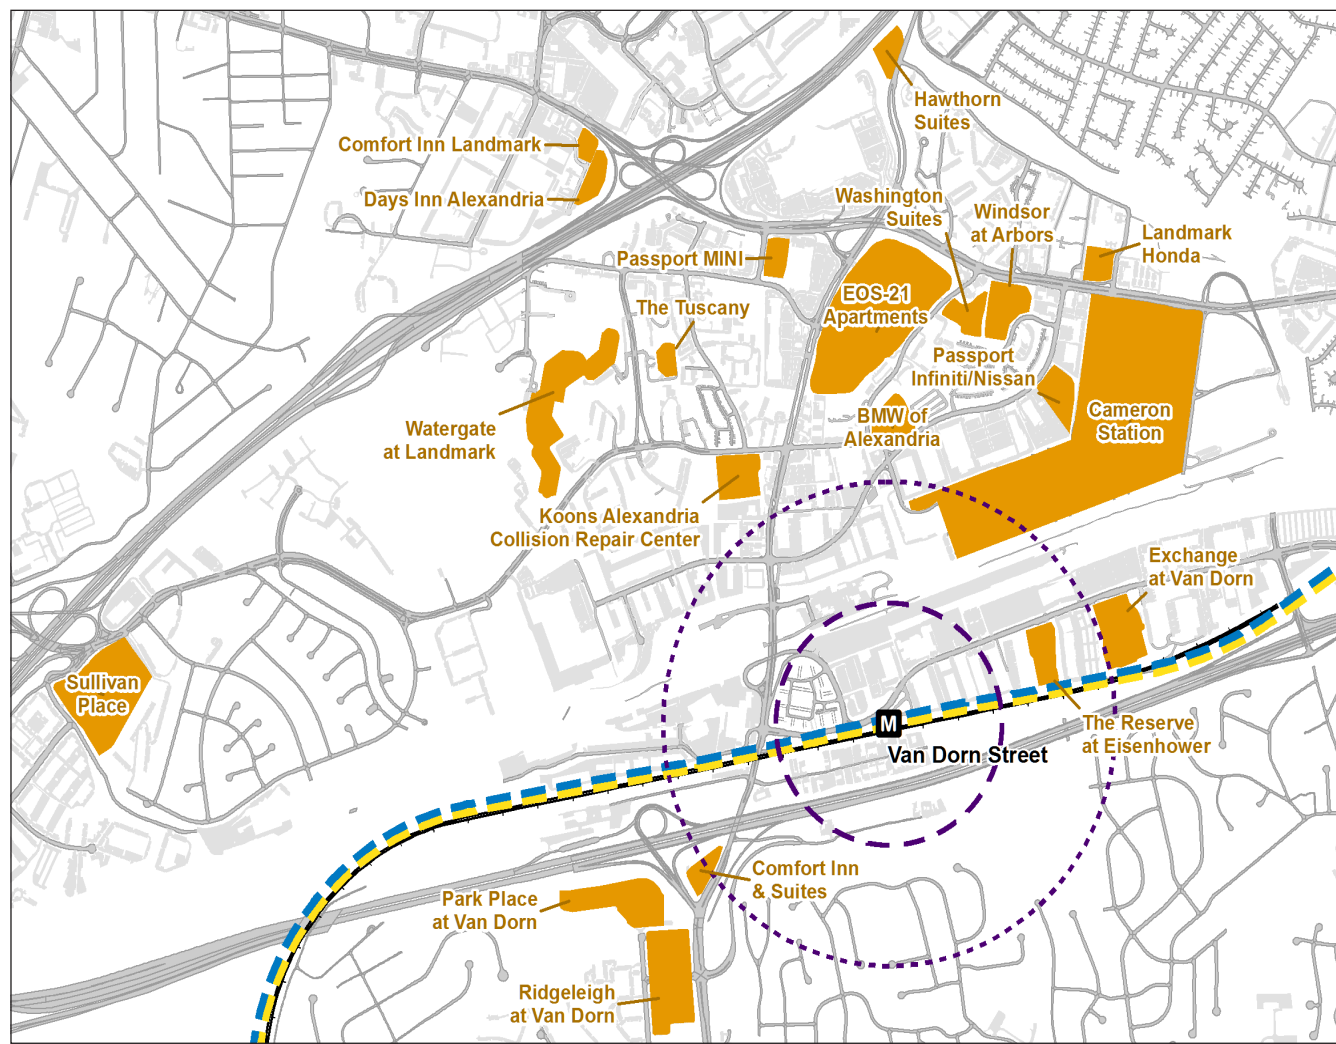 Hawthorn
Suites
Comfort Inn Landmark
Days Inn Alexandria
Washington
Suites
Windsor
at Arbors
Landmark
Honda
Passport MINI
EOS-21
Apartments
The Tuscany
Passport
Infiniti/Nissan
Watergate
at Landmark
BMW of
Alexandria
Cameron
Station
Koons Alexandria
Collision Repair Center
Exchange
at Van Dorn
Sullivan
Place
M
Van Dorn Street
The Reserve
at Eisenhower
Comfort Inn
& Suites
Park Place
at Van Dorn
Ridgeleigh
at Van Dorn